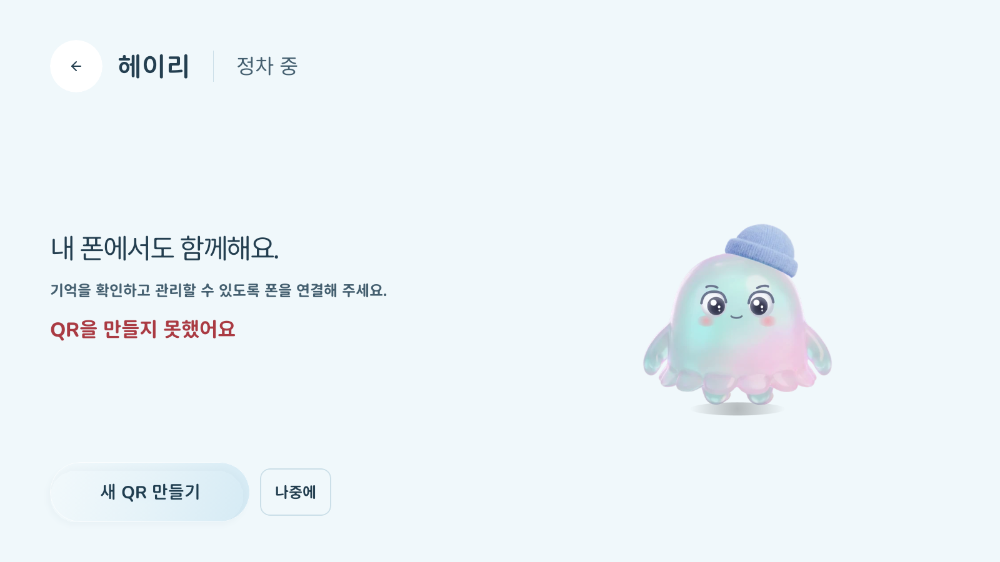 헤이리
정차 중
내 폰에서도 함께해요.
기억을 확인하고 관리할 수 있도록 폰을 연결해 주세요.
QR을 만들지 못했어요
새 QR 만들기
나중에